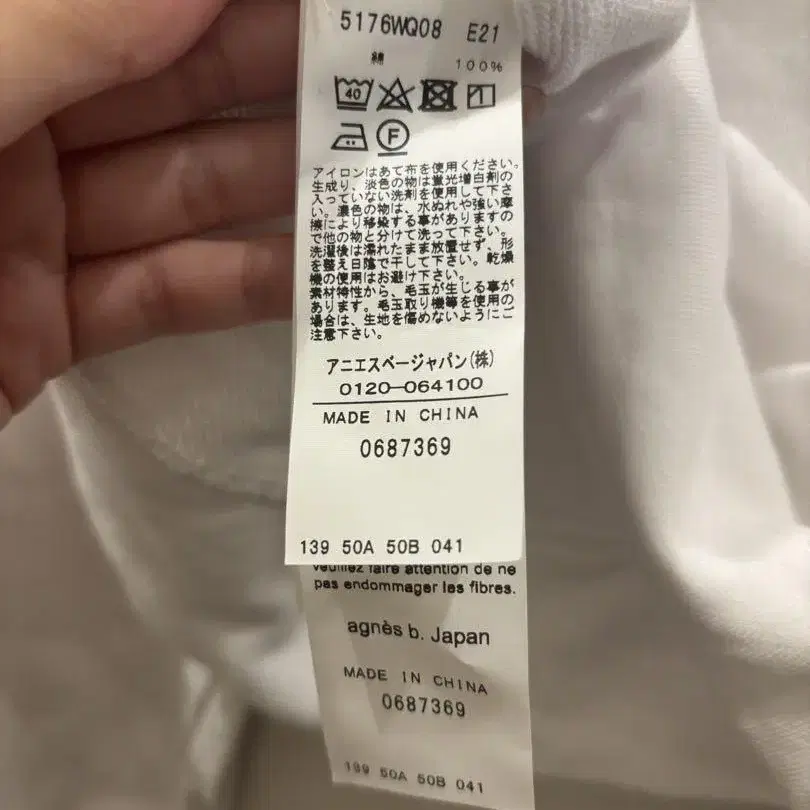 5176WQ08 E21
綿 100%
40
F
アイロンはあて布を使用ください。
生成り、淡色の物は蛍光増白剤の
入っていない洗剤を使用して下さ
い。濃色の物は、水ぬれや強い摩
擦により移染する事がありますの
で他の物と分けて洗って下さい。
洗濯後は濡れたまま放置せず、形
を整え日陰で干して下さい。乾燥
機の使用はお避け下さい。
素材特性から、毛玉が生じる事が
あります。毛玉取り機等を使用の
場合は、生地を傷めないようにご
注意下さい。
アニエスベージャパン(株)
0120-064100
MADE IN CHINA
0687369
139 50A 50B 041
Veuillez faire attention de ne
pas endommager les fibres.
agnès b. Japan
MADE IN CHINA
0687369
139 50A 50B 041